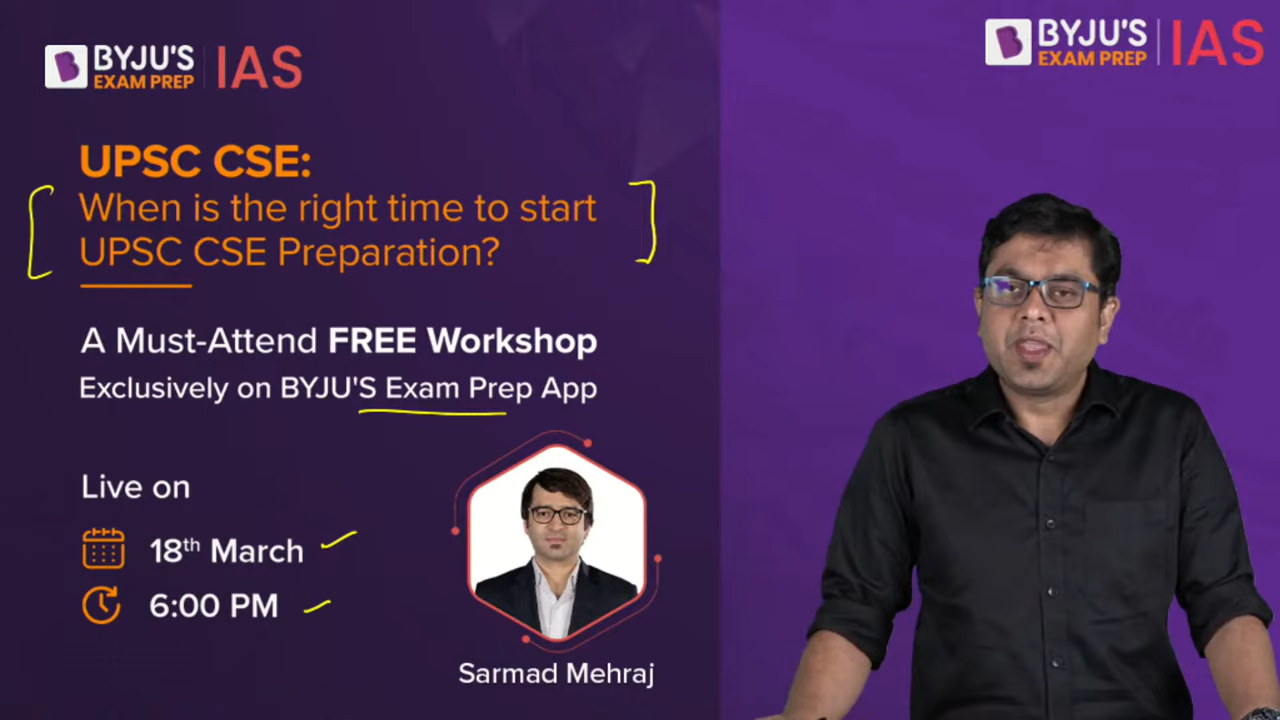 BYJU'S
EXAM PREP
IAS
BYJU'S
EXAM PREP
IAS
UPSC CSE:
When is the right time to start
UPSC CSE Preparation?
A Must-Attend FREE Workshop
Exclusively on BYJU'S Exam Prep App
Live on
18th March
6:00 PM
Sarmad Mehraj